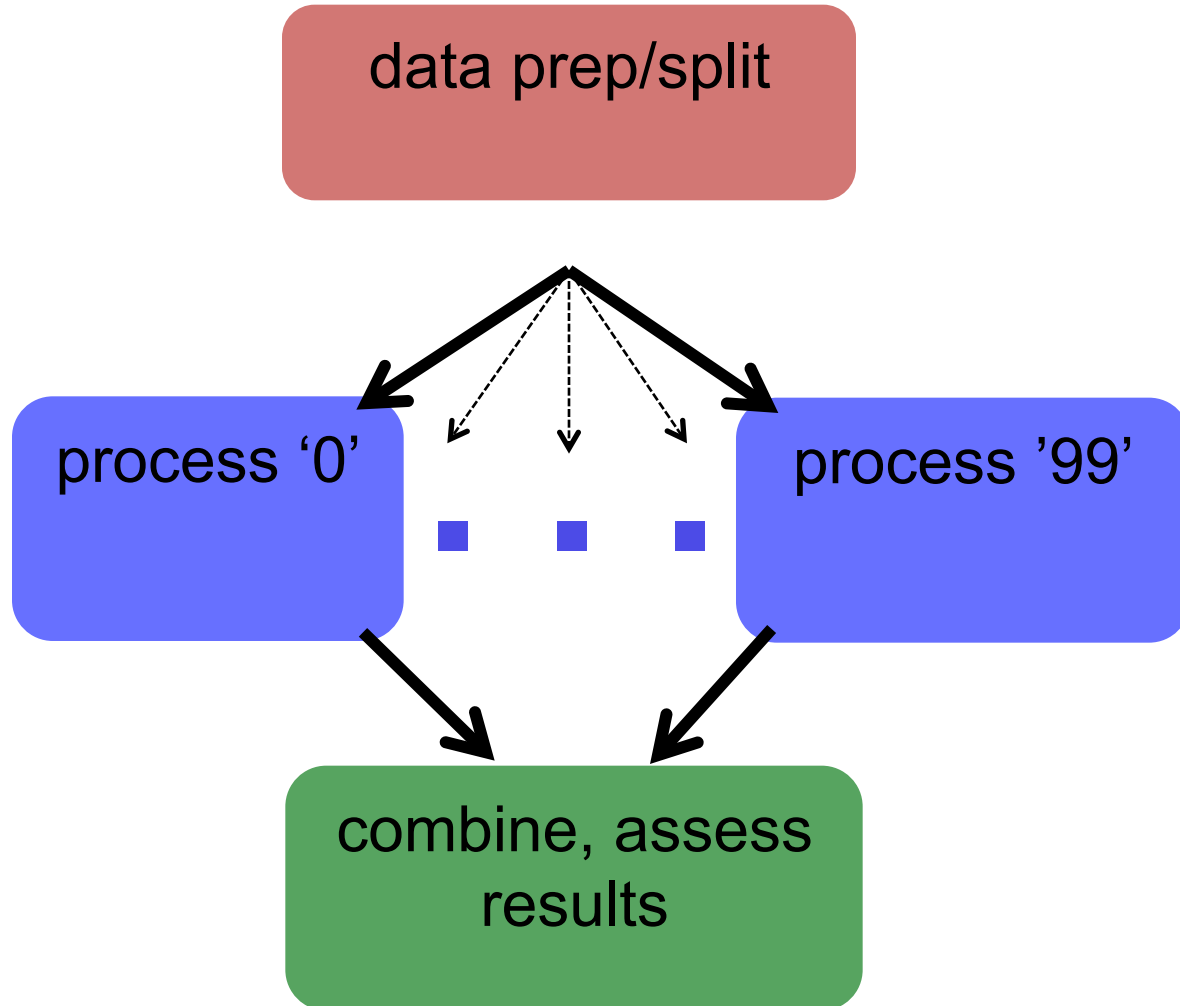 data prep/split
process ‘0’
process ’99’
combine, assess
results